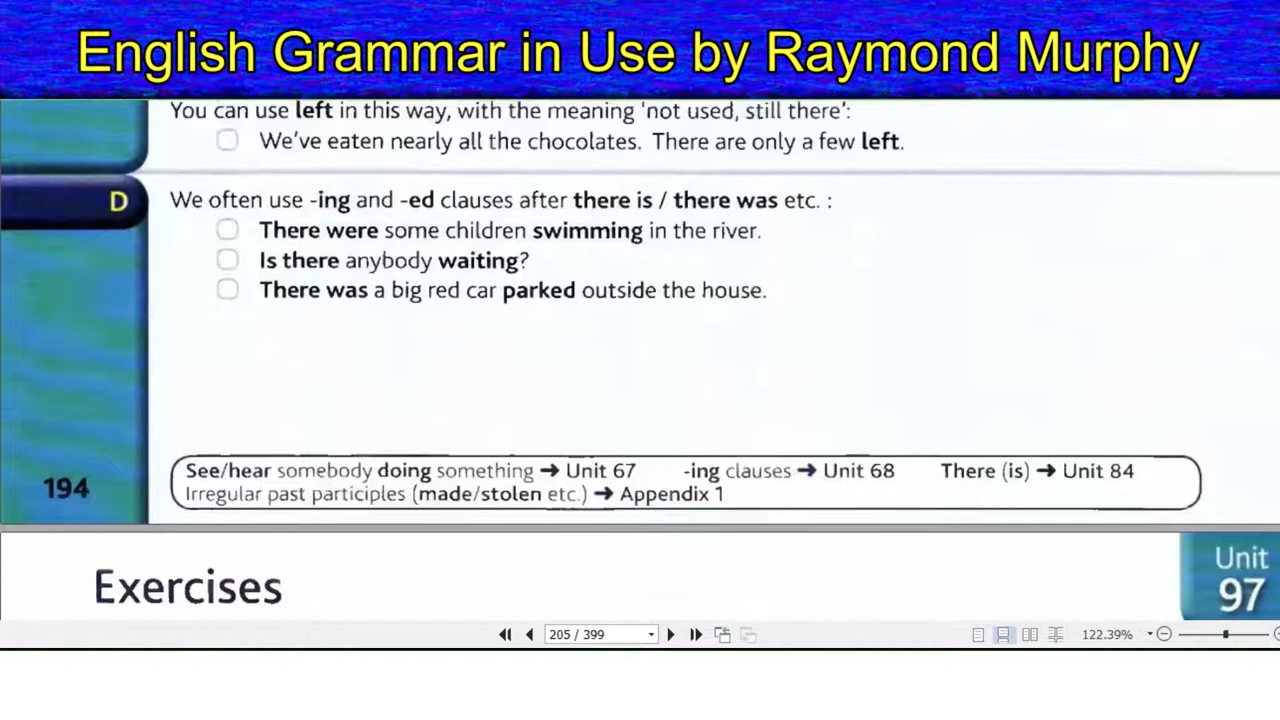 English Grammar in Use by Raymond Murphy
You can use left in this way, with the meaning 'not used, still there':
We've eaten nearly all the chocolates. There are only a few left.
D
We often use -ing and -ed clauses after there is / there was etc. :
There were some children swimming in the river.
Is there anybody waiting?
There was a big red car parked outside the house.
194
See/hear somebody doing something ➜ Unit 67 -ing clauses ➜ Unit 68 There (is) ➜ Unit 84
Irregular past participles (made/stolen etc.) ➜ Appendix 1
Exercises
Unit
97
205 / 399
122.39%